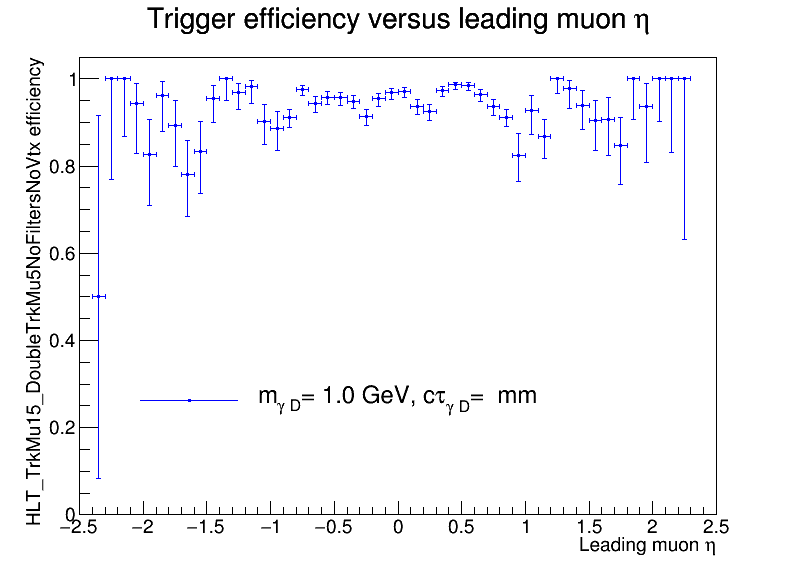 Trigger efficiency versus leading muon η
HLT_TrkMu15_DoubleTrkMu5NoFiltersNoVtx efficiency
1
0.8
0.6
0.4
0.2
0
m_γ D= 1.0 GeV, cτ_γ D=  mm
−2.5 −2 −1.5 −1 −0.5 0 0.5 1 1.5 2 2.5
Leading muon η